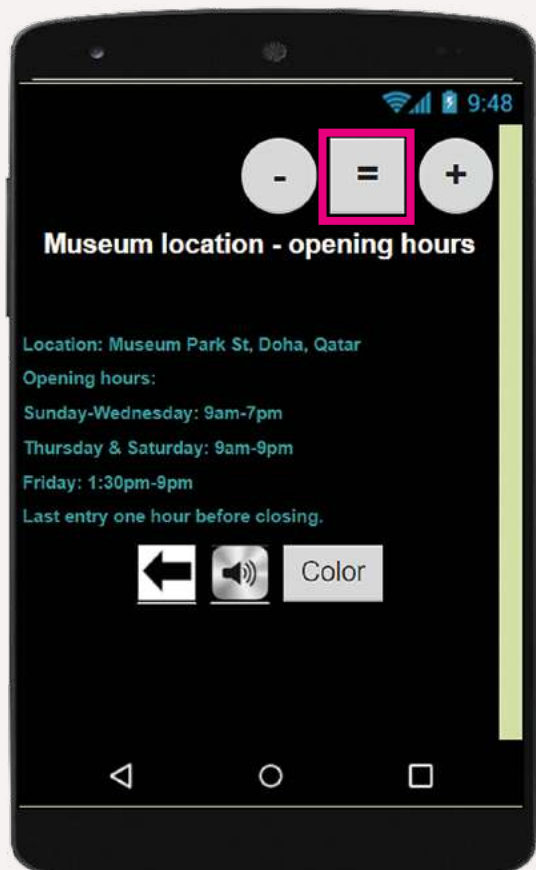 9:48
- = +
Museum location - opening hours
Location: Museum Park St, Doha, Qatar
Opening hours:
Sunday-Wednesday: 9am-7pm
Thursday & Saturday: 9am-9pm
Friday: 1:30pm-9pm
Last entry one hour before closing.
Color